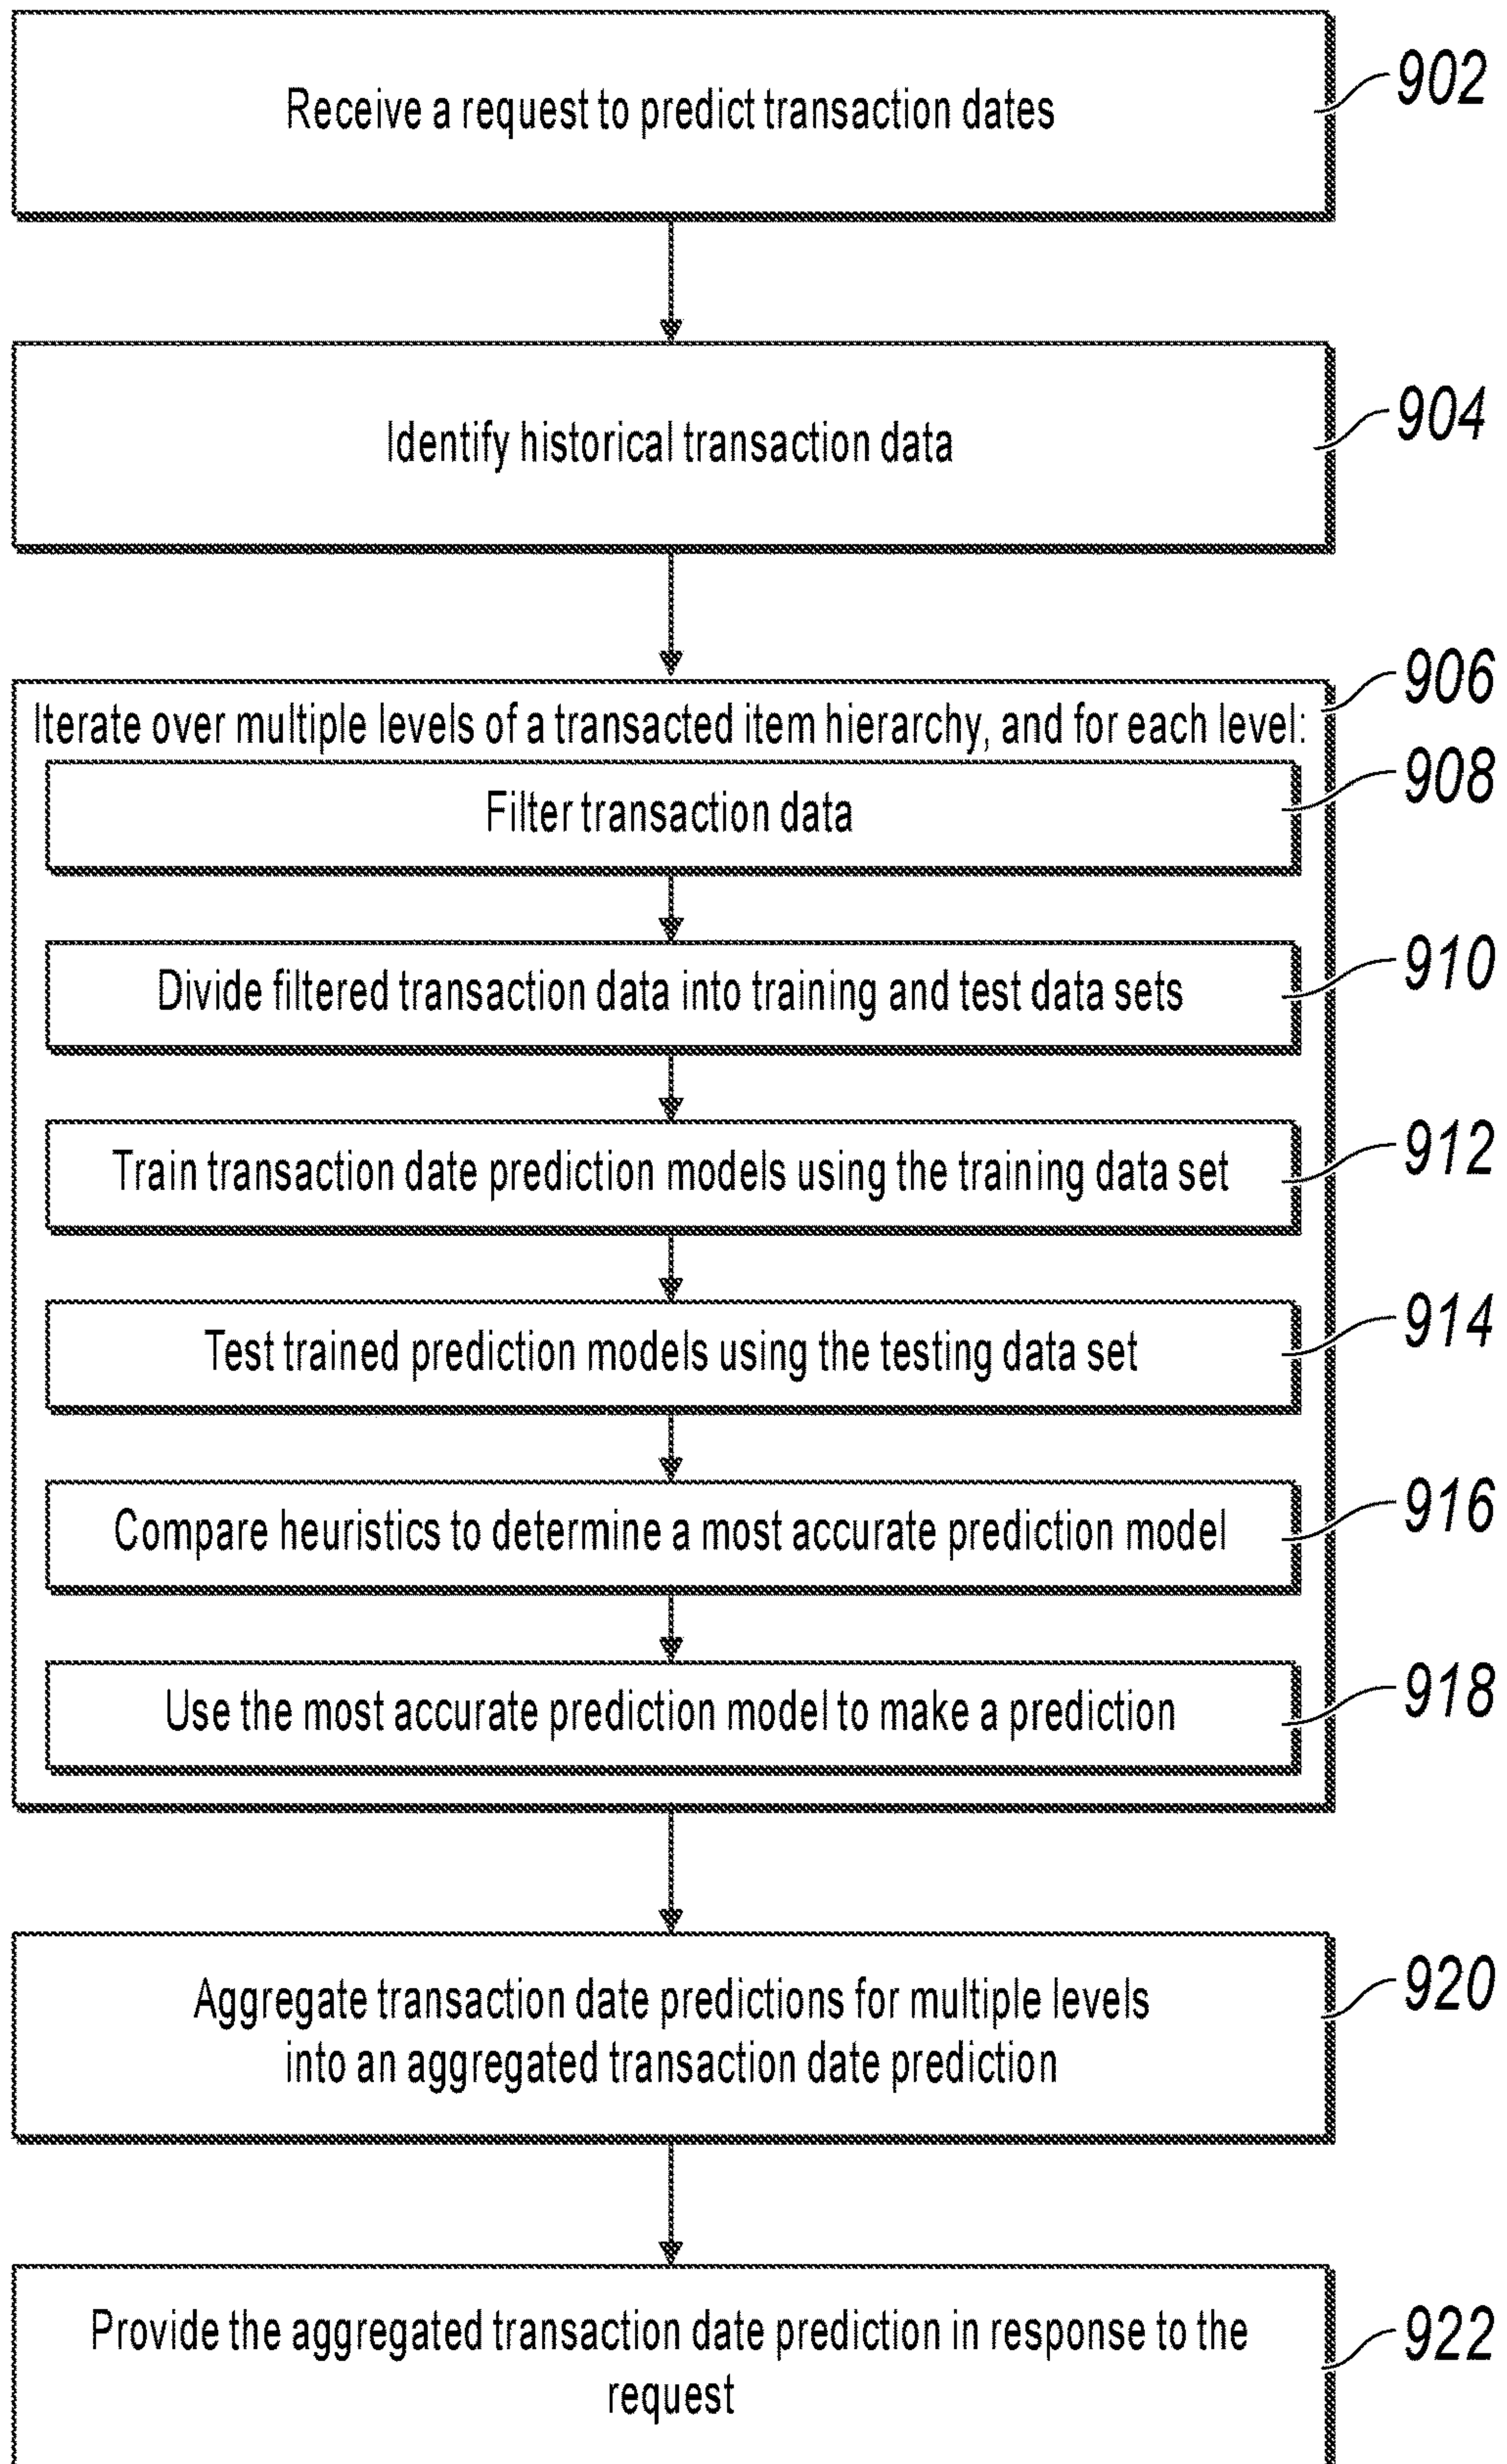 Receive a request to predict transaction dates
902
Identify historical transaction data
904
906
Iterate over multiple levels of a transacted item hierarchy, and for each level:
908
Filter transaction data
910
Divide filtered transaction data into training and test data sets
912
Train transaction date prediction models using the training data set
914
Test trained prediction models using the testing data set
916
Compare heuristics to determine a most accurate prediction model
918
Use the most accurate prediction model to make a prediction
920
Aggregate transaction date predictions for multiple levels
into an aggregated transaction date prediction
922
Provide the aggregated transaction date prediction in response to the
request